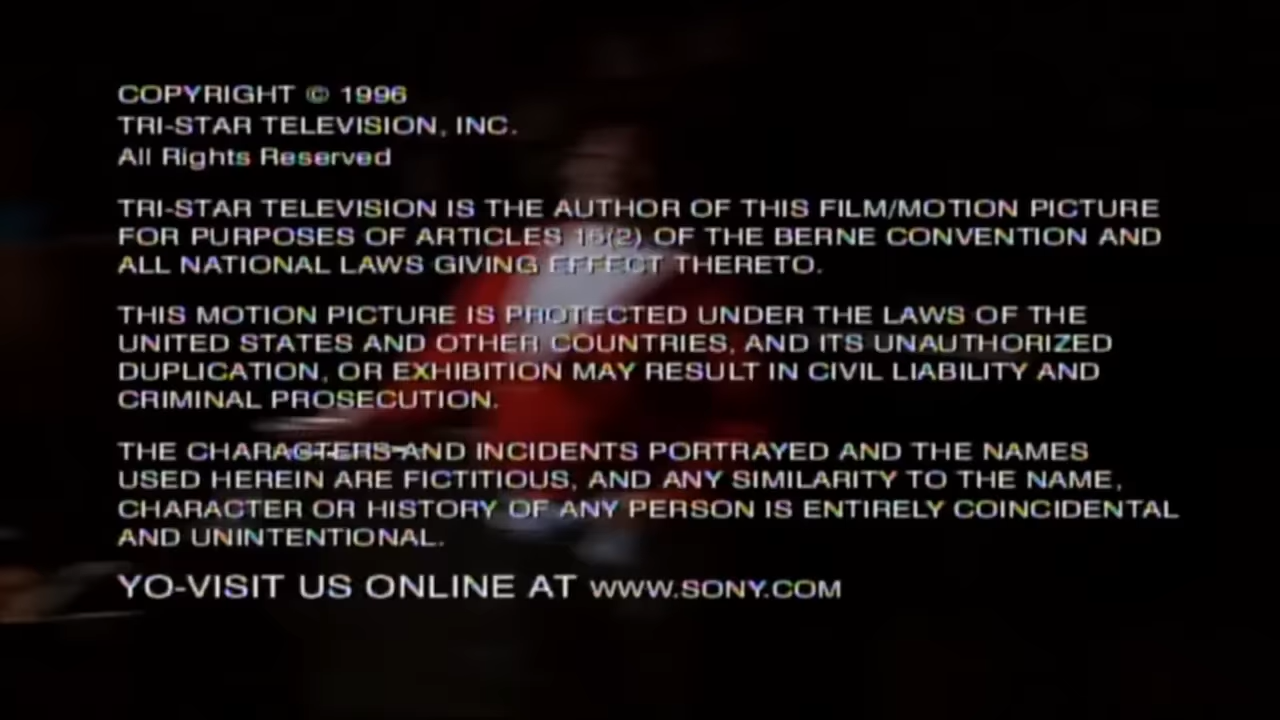 COPYRIGHT © 1996
TRI-STAR TELEVISION, INC.
All Rights Reserved
TRI-STAR TELEVISION IS THE AUTHOR OF THIS FILM/MOTION PICTURE
FOR PURPOSES OF ARTICLES 15(2) OF THE BERNE CONVENTION AND
ALL NATIONAL LAWS GIVING EFFECT THERETO.
THIS MOTION PICTURE IS PROTECTED UNDER THE LAWS OF THE
UNITED STATES AND OTHER COUNTRIES, AND ITS UNAUTHORIZED
DUPLICATION, OR EXHIBITION MAY RESULT IN CIVIL LIABILITY AND
CRIMINAL PROSECUTION.
THE CHARACTERS AND INCIDENTS PORTRAYED AND THE NAMES
USED HEREIN ARE FICTITIOUS, AND ANY SIMILARITY TO THE NAME,
CHARACTER OR HISTORY OF ANY PERSON IS ENTIRELY COINCIDENTAL
AND UNINTENTIONAL.
YO-VISIT US ONLINE AT WWW.SONY.COM